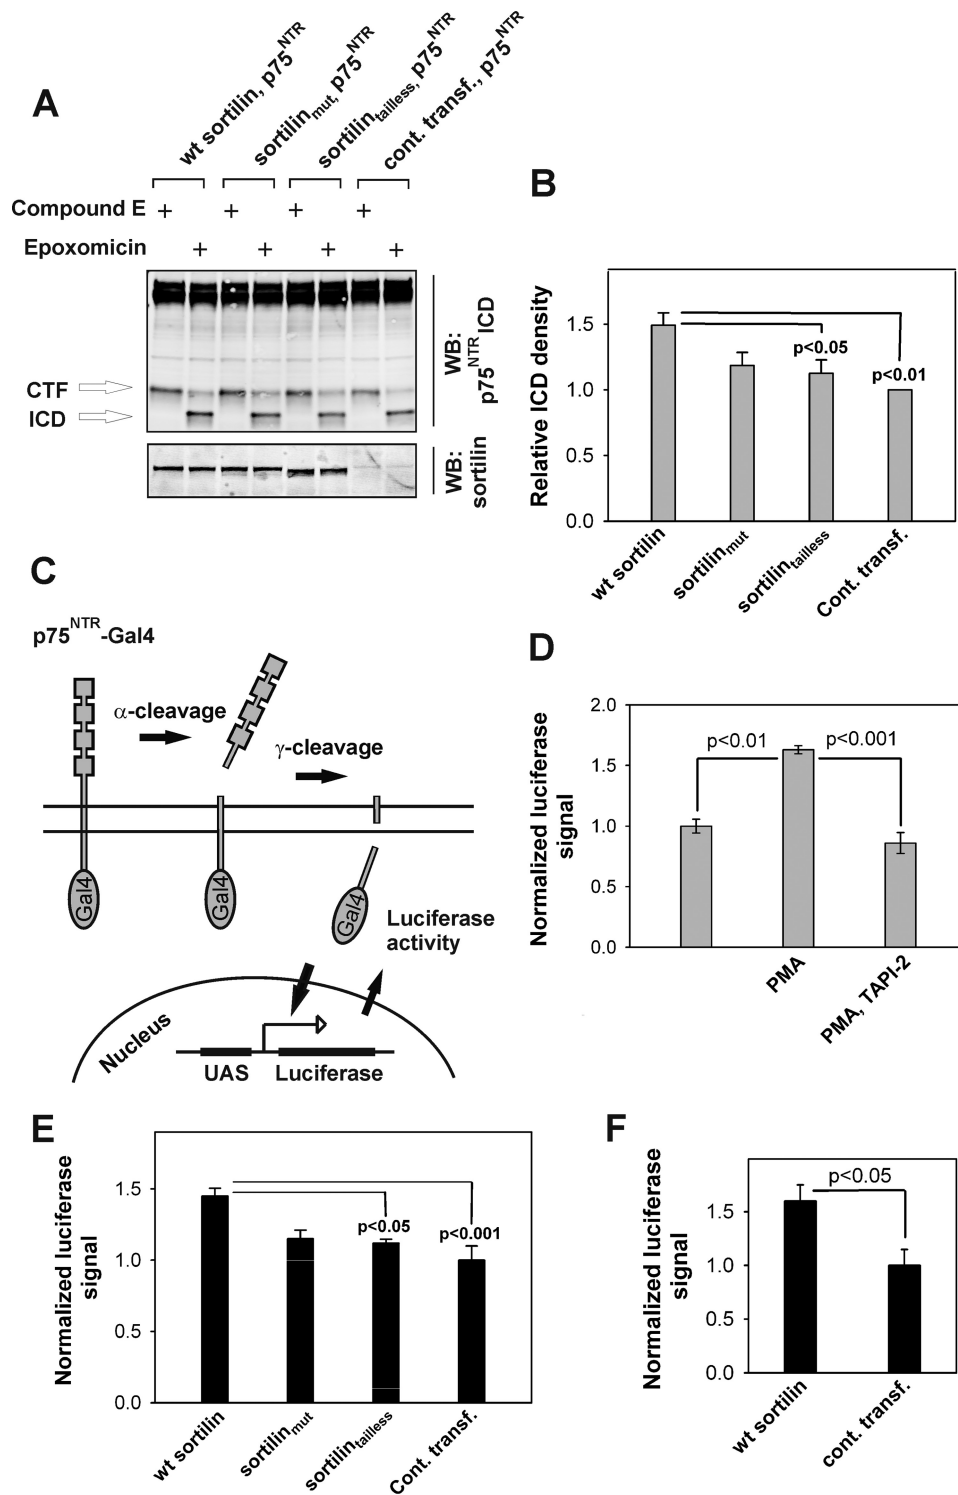 A
wt sortilin, p75NTR
sortilinmut, p75NTR
sortilintailless, p75NTR
cont. transf., p75NTR
Compound E + + + +
Epoxomicin + + + +
CTF
ICD
WB:
p75NTR ICD
WB:
sortilin
B
Relative ICD density
1.5
1.0
0.5
0.0
p<0.05
p<0.01
wt sortilin
sortilinmut
sortilintailless
Cont. transf.
C
p75NTR-Gal4
α-cleavage
γ-cleavage
Gal4
Gal4
Gal4
Luciferase
activity
Nucleus
UAS
Luciferase
D
Normalized luciferase
signal
2.0
1.5
1.0
0.5
0.0
p<0.01
p<0.001
PMA
PMA, TAPI-2
E
Normalized luciferase
signal
1.5
1.0
0.5
0.0
p<0.05
p<0.001
wt sortilin
sortilinmut
sortilintailless
Cont. transf.
F
Normalized luciferase
signal
1.5
1.0
0.5
0.0
p<0.05
wt sortilin
cont. transf.